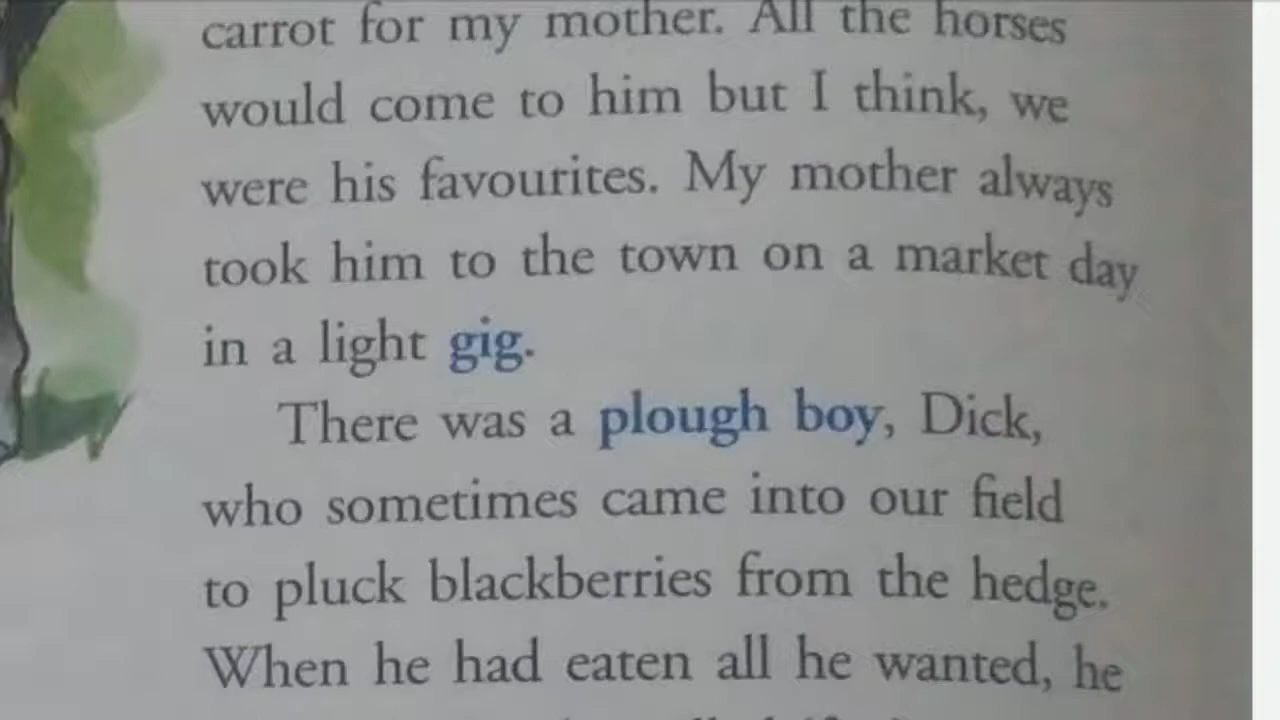 carrot for my mother. All the horses
would come to him but I think, we
were his favourites. My mother always
took him to the town on a market day
in a light gig.
There was a plough boy, Dick,
who sometimes came into our field
to pluck blackberries from the hedge.
When he had eaten all he wanted, he